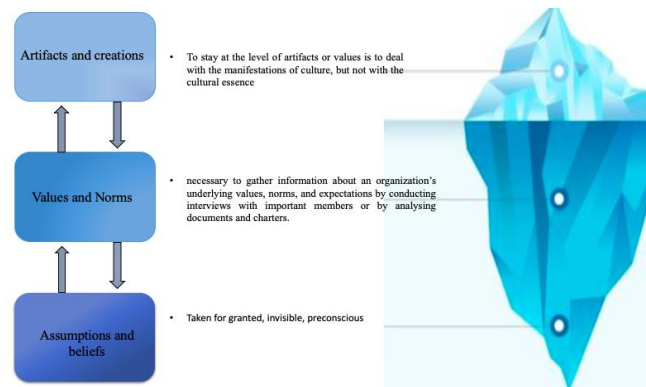 Artifacts and creations
• To stay at the level of artifacts or values is to deal
with the manifestations of culture, but not with the
cultural essence
Values and Norms
• necessary to gather information about an organization's
underlying values, norms, and expectations by conducting
interviews with important members or by analysing
documents and charters.
Assumptions and
beliefs
• Taken for granted, invisible, preconscious